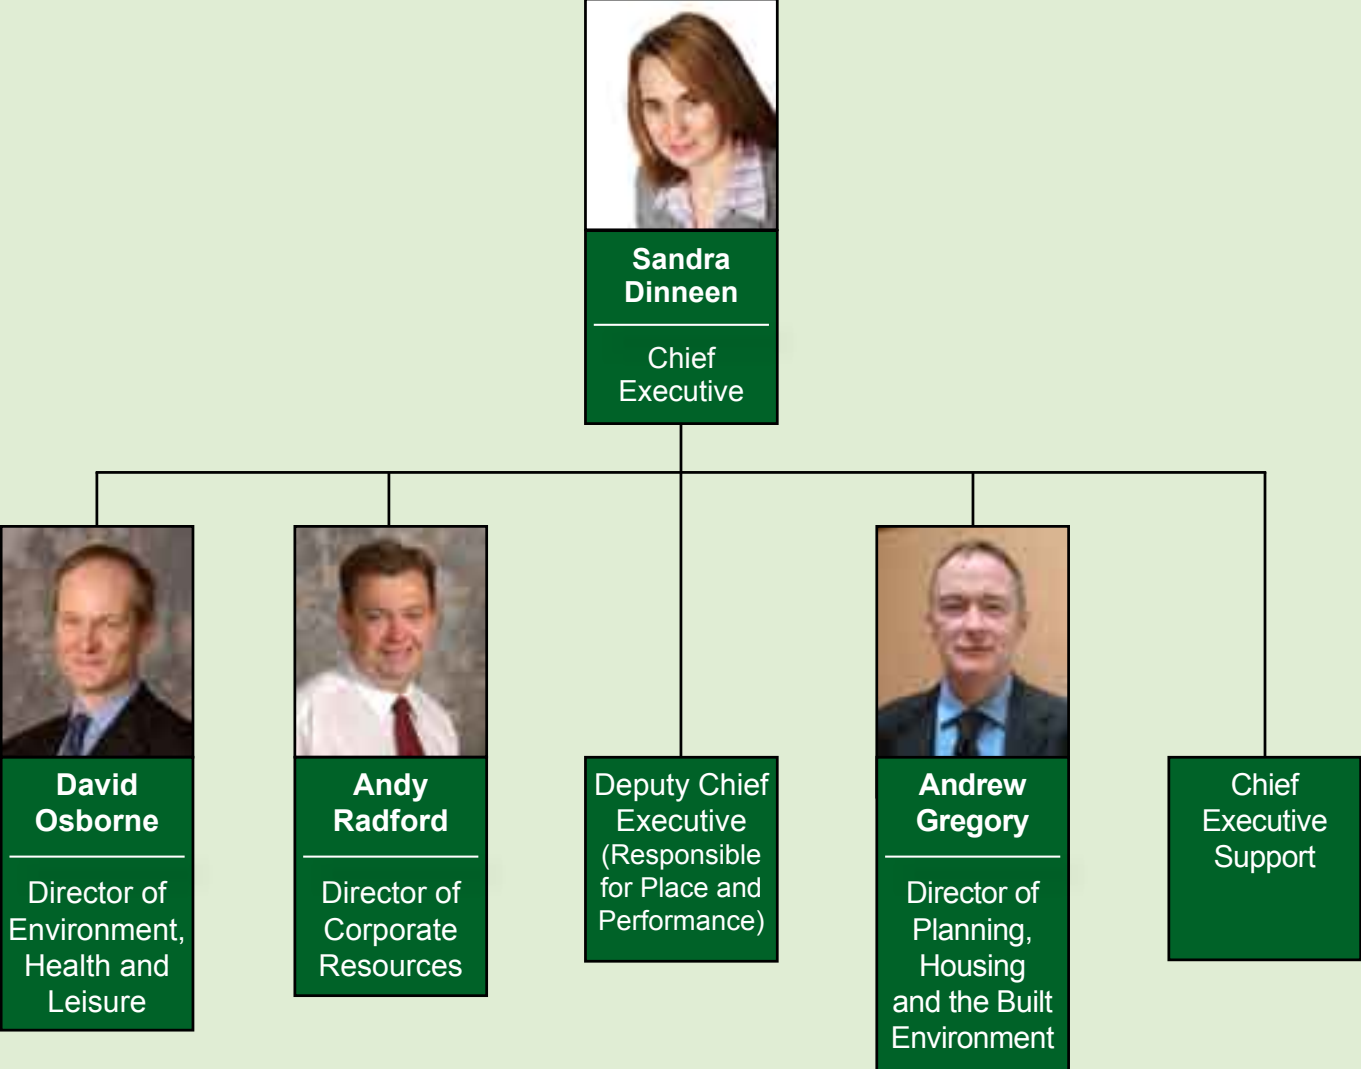 Sandra
Dinneen
Chief
Executive
David
Osborne
Director of
Environment,
Health and
Leisure
Andy
Radford
Director of
Corporate
Resources
Deputy Chief
Executive
(Responsible
for Place and
Performance)
Andrew
Gregory
Director of
Planning,
Housing
and the Built
Environment
Chief
Executive
Support